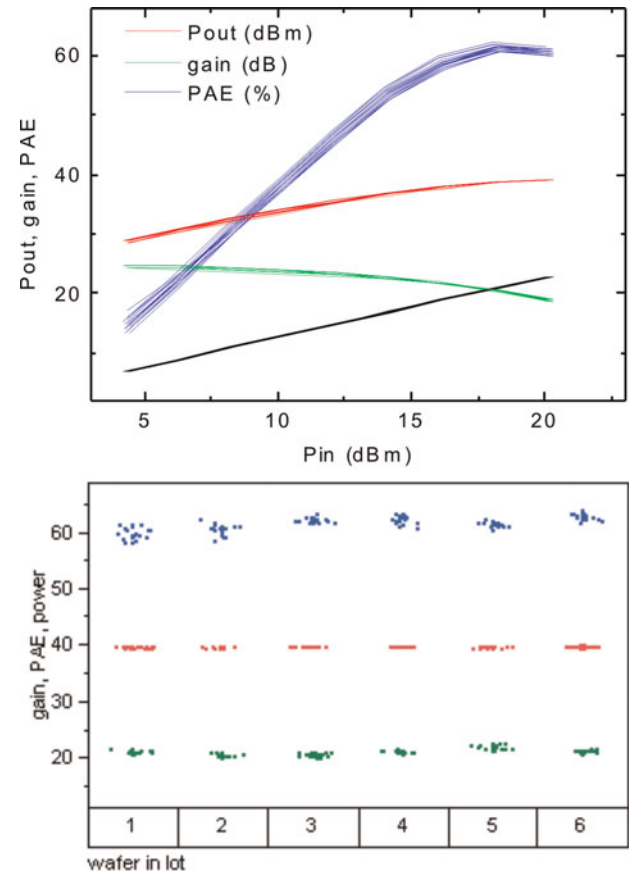 Pout (dBm)
gain (dB)
PAE (%)
60
40
20
Pout, gain, PAE
5 10 15 20
Pin (dBm)
60
50
40
30
20
gain, PAE, power
1 2 3 4 5 6
wafer in lot